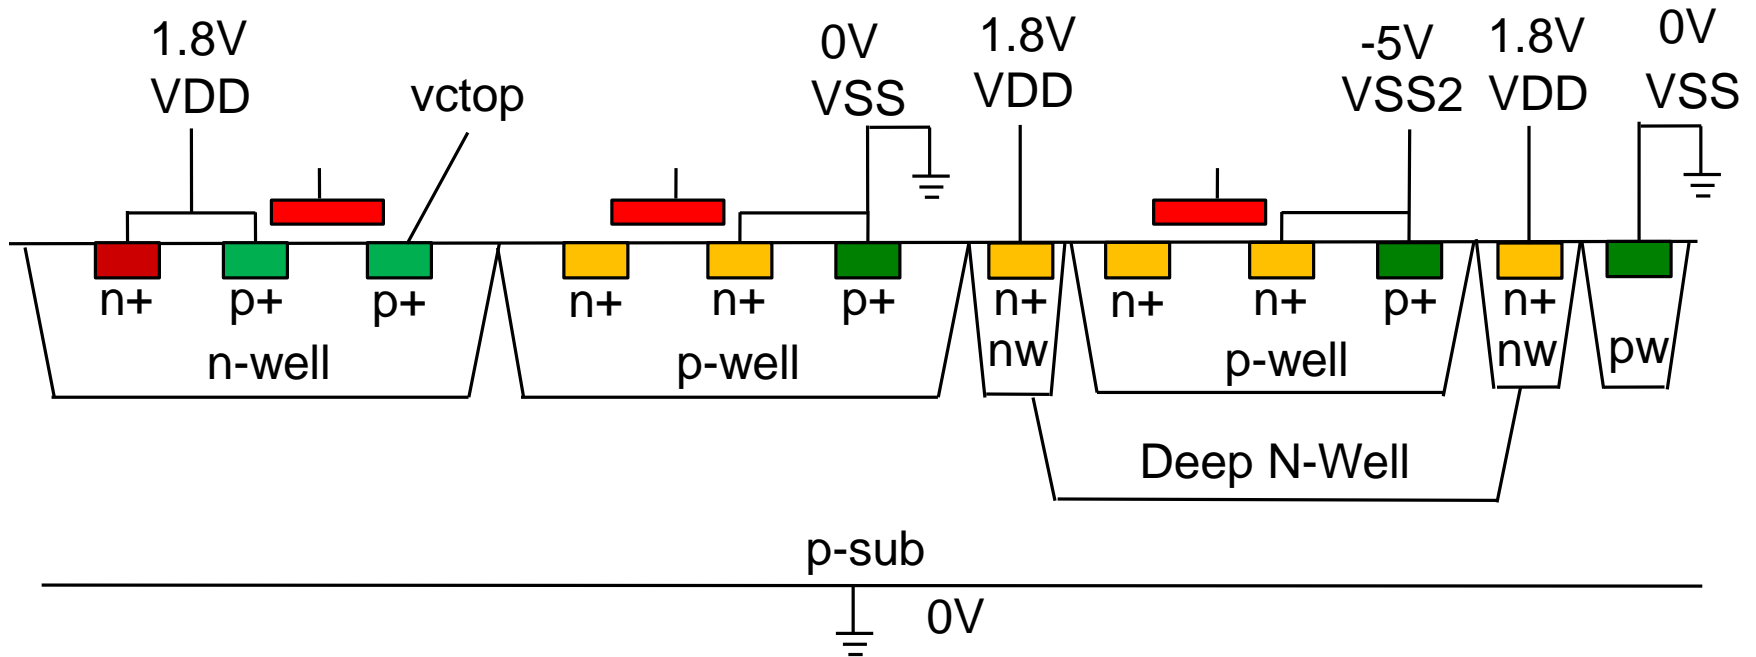 1.8V
VDD
vctop
0V
VSS
1.8V
VDD
-5V
VSS2
1.8V
VDD
0V
VSS
n+
p+
p+
n-well
n+
n+
p+
p-well
n+
nw
n+
n+
p+
p-well
n+
nw
pw
Deep N-Well
p-sub
0V